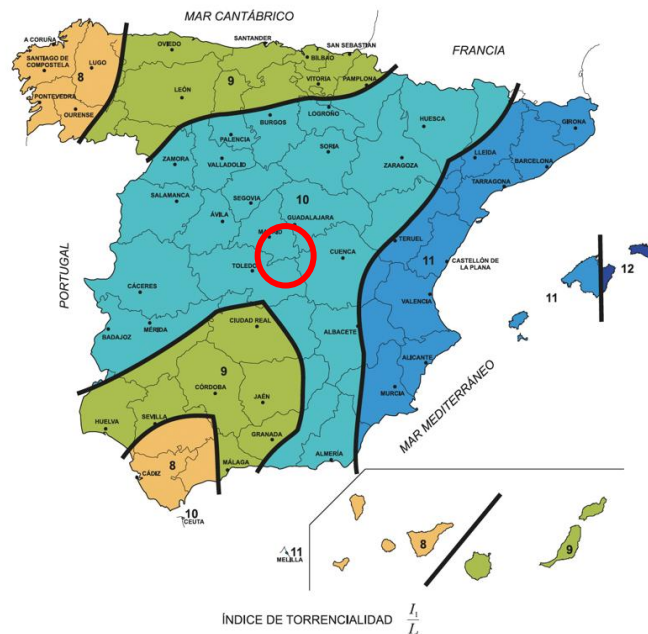 MAR CANTÁBRICO
A CORUÑA
SANTIAGO DE
COMPOSTELA
LUGO
8
PONTEVEDRA
OURENSE
OVIEDO
SANTANDER
BILBAO
SAN SEBASTIÁN
FRANCIA
9
LEÓN
VITORIA
PAMPLONA
LOGROÑO
BURGOS
PALENCIA
HUESCA
GIRONA
ZAMORA
VALLADOLID
SORIA
ZARAGOZA
LLEIDA
BARCELONA
TARRAGONA
SALAMANCA
SEGOVIA
10
ÁVILA
GUADALAJARA
TERUEL
TOLEDO
CUENCA
11
CASTELLÓN DE
LA PLANA
12
11
PORTUGAL
CÁCERES
VALENCIA
BADAJOZ
MÉRIDA
CIUDAD REAL
ALBACETE
ALICANTE
MURCIA
MAR MEDITERRÁNEO
9
CÓRDOBA
JAÉN
HUELVA
SEVILLA
GRANADA
8
CÁDIZ
MÁLAGA
ALMERÍA
10
CEUTA
11
MELILLA
8
9
ÍNDICE DE TORRENCIALIDAD I₁/L